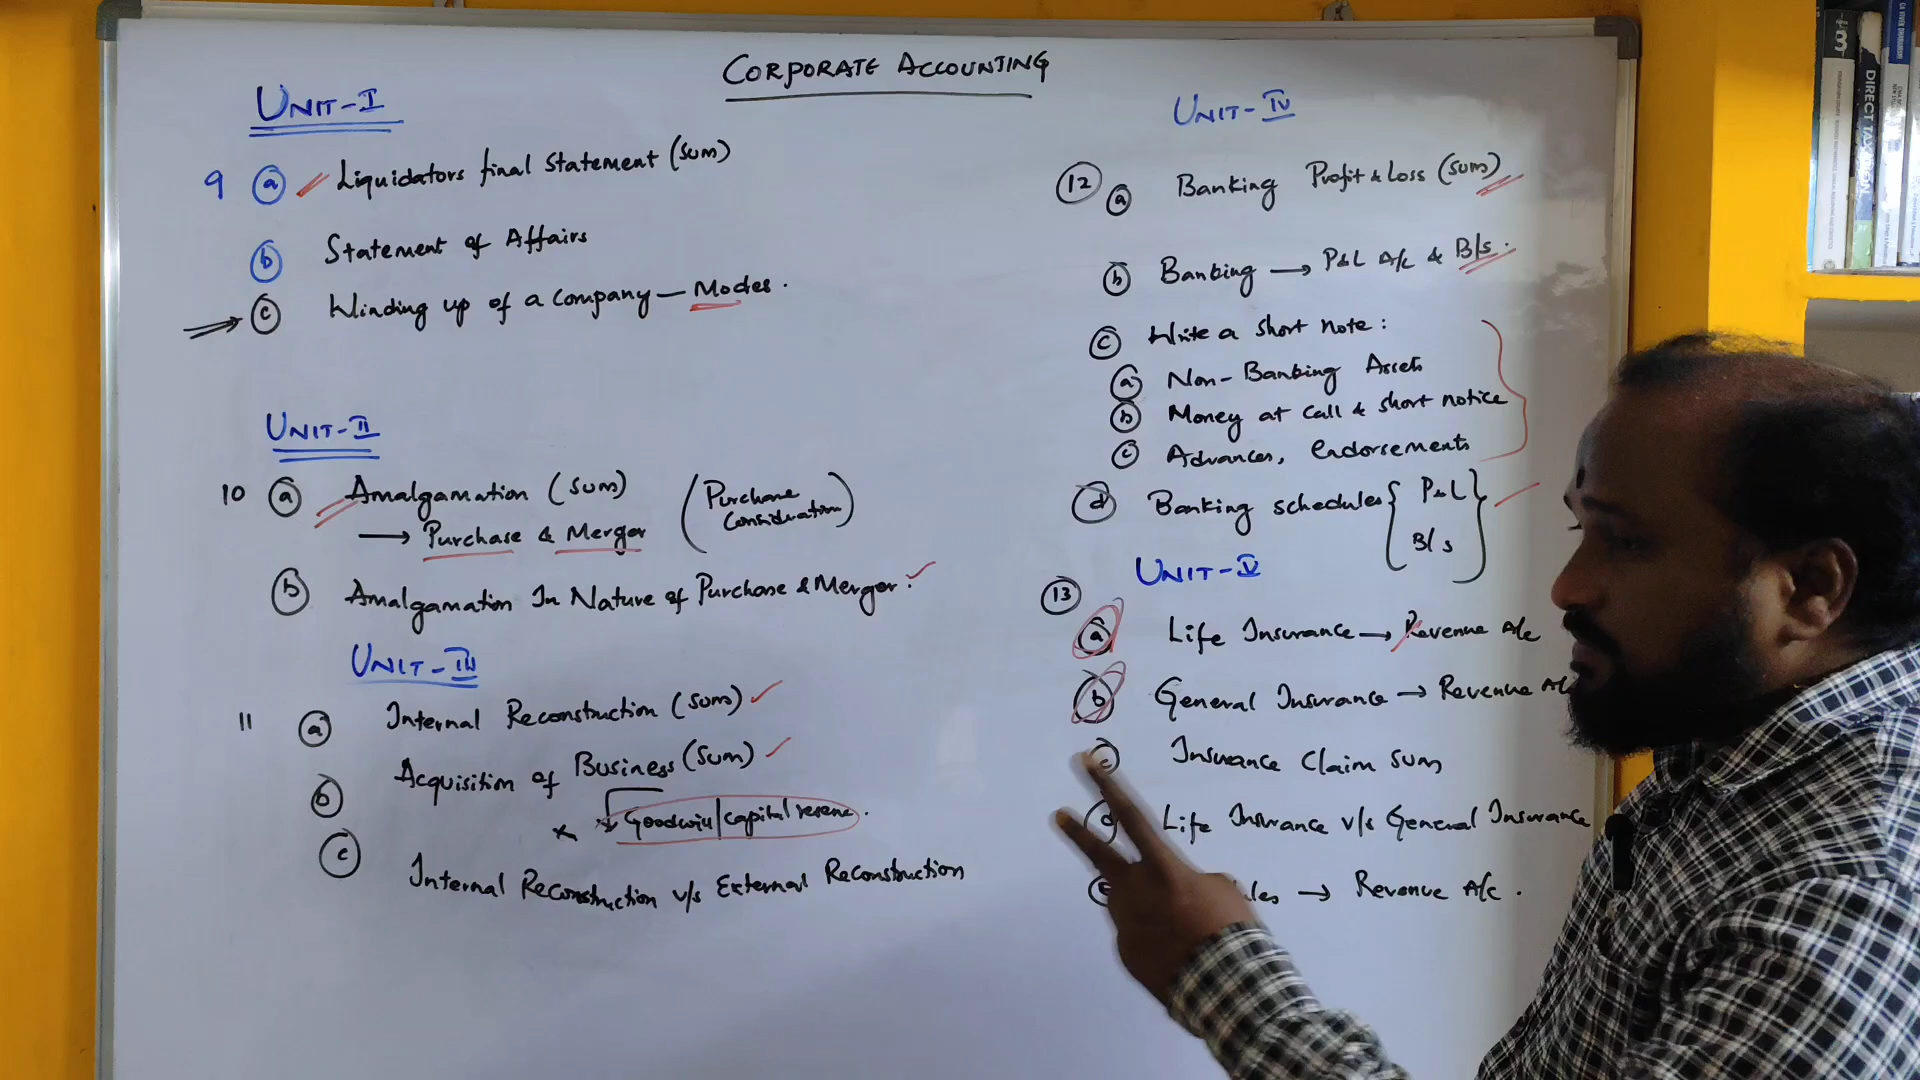 CORPORATE ACCOUNTING
UNIT-I
9 a Liquidators final Statement (Sum)
b Statement of Affairs
c Winding up of a company — Modes.
UNIT-II
10 a Amalgamation (Sum)
→ Purchase & Merger
(Purchase Consideration)
b Amalgamation In Nature of Purchase & Merger.
UNIT-III
11 a Internal Reconstruction (Sum)
b Acquisition of Business (Sum)
Goodwill/capital reserve.
c Internal Reconstruction v/s External Reconstruction
UNIT-IV
12 a Banking Profit & Loss (Sum)
b Banking → P&L A/c & B/s.
c Write a short note:
a Non-Banking Assets
b Money at call & short notice
c Advances, Endorsements
d Banking schedules { P&L
B/s }
UNIT-V
13
a Life Insurance → Revenue A/c
b General Insurance → Revenue A/c
c Insurance Claim sum
d Life Insurance v/s General Insurance
→ Revenue A/c.
3
DIRECT TAX